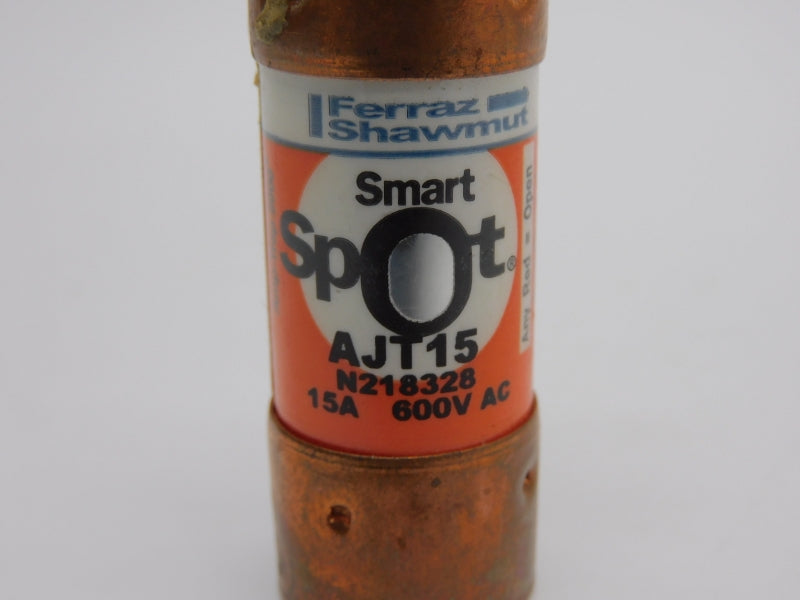 Ferraz
Shawmut
Smart
Spot®
AJT15
N218328
15A 600V AC
Any Red = Open